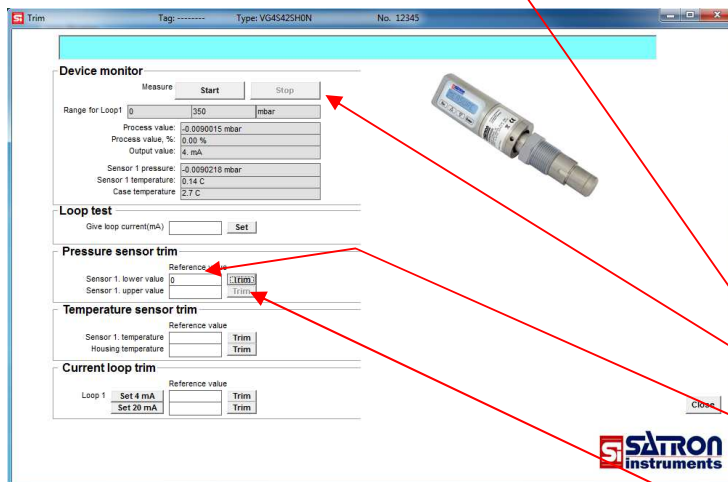 Trim Tag: -------- Type: VG4S42SH0N No. 12345
Device monitor
Measure Start Stop
Range for Loop1 0 350 mbar
Process value: -0.0090015 mbar
Process value, %: 0.00 %
Output value: 4. mA
Sensor 1 pressure: -0.0090218 mbar
Sensor 1 temperature: 0.14 C
Case temperature 2.7 C
Loop test
Give loop current(mA) Set
Pressure sensor trim
Reference value
Sensor 1. lower value 0 Trim
Sensor 1. upper value Trim
Temperature sensor trim
Reference value
Sensor 1. temperature Trim
Housing temperature Trim
Current loop trim
Reference value
Loop 1 Set 4 mA Trim
Set 20 mA Trim
Close
SATRON
instruments